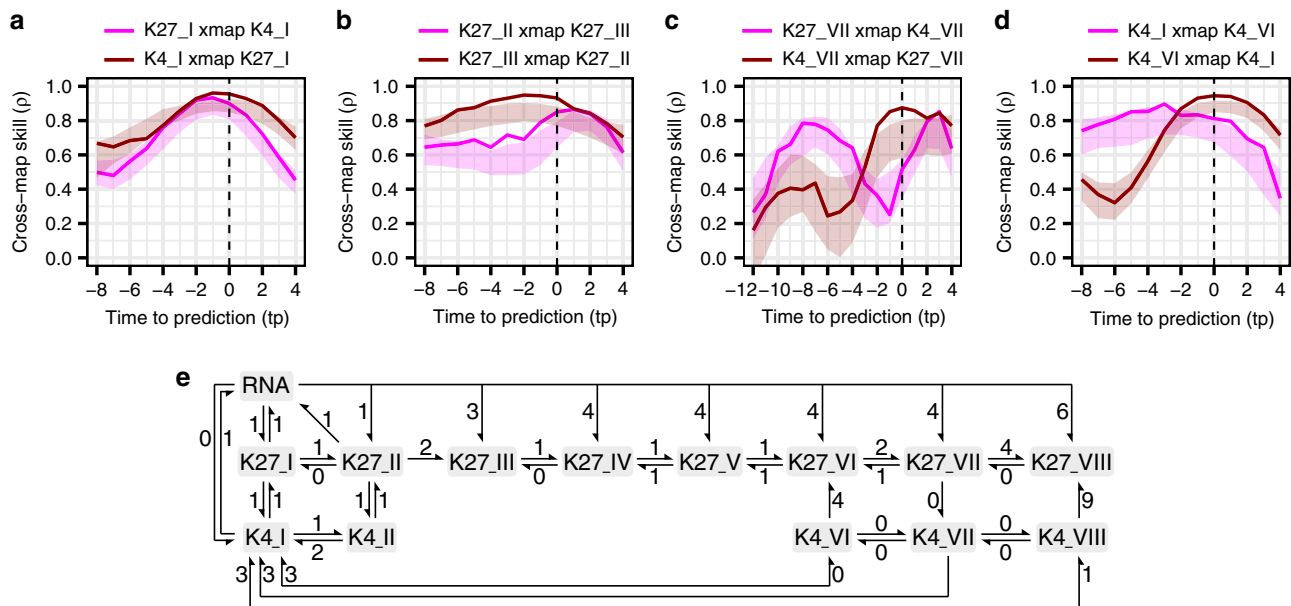 a
K27_I xmap K4_I
K4_I xmap K27_I
Cross−map skill (ρ)
1.0
0.8
0.6
0.4
0.2
0.0
−8 −6 −4 −2 0 2 4
Time to prediction (tp)
b
K27_II xmap K27_III
K27_III xmap K27_II
Cross−map skill (ρ)
1.0
0.8
0.6
0.4
0.2
0.0
−8 −6 −4 −2 0 2 4
Time to prediction (tp)
c
K27_VII xmap K4_VII
K4_VII xmap K27_VII
Cross−map skill (ρ)
1.0
0.8
0.6
0.4
0.2
0.0
−12 −10 −8 −6 −4 −2 0 2 4
Time to prediction (tp)
d
K4_I xmap K4_VI
K4_VI xmap K4_I
Cross−map skill (ρ)
1.0
0.8
0.6
0.4
0.2
0.0
−8 −6 −4 −2 0 2 4
Time to prediction (tp)
e
RNA
0 1 1 1 1 1 3 4 4 4 4 6
K27_I 1 0 K27_II 2 K27_III 1 0 K27_IV 1 1 K27_V 1 1 K27_VI 2 1 K27_VII 4 0 K27_VIII
1 1 1 1 4 0 9
K4_I 1 2 K4_II K4_VI 0 0 K4_VII 0 0 K4_VIII
3 3 3 0 1